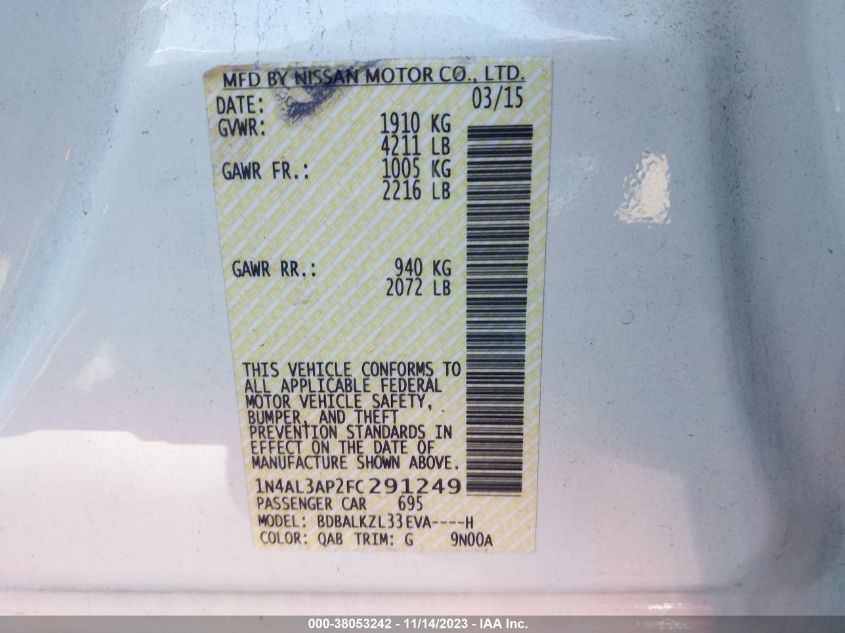 MFD BY NISSAN MOTOR CO., LTD.
DATE: 03/15
GVWR: 1910 KG
4211 LB
GAWR FR.: 1005 KG
2216 LB
GAWR RR.: 940 KG
2072 LB
THIS VEHICLE CONFORMS TO
ALL APPLICABLE FEDERAL
MOTOR VEHICLE SAFETY,
BUMPER, AND THEFT
PREVENTION STANDARDS IN
EFFECT ON THE DATE OF
MANUFACTURE SHOWN ABOVE.
1N4AL3AP2FC291249
PASSENGER CAR 695
MODEL: BDBALKZL33EVA----H
COLOR: QAB TRIM: G 9N00A
000-38053242 - 11/14/2023 - IAA Inc.